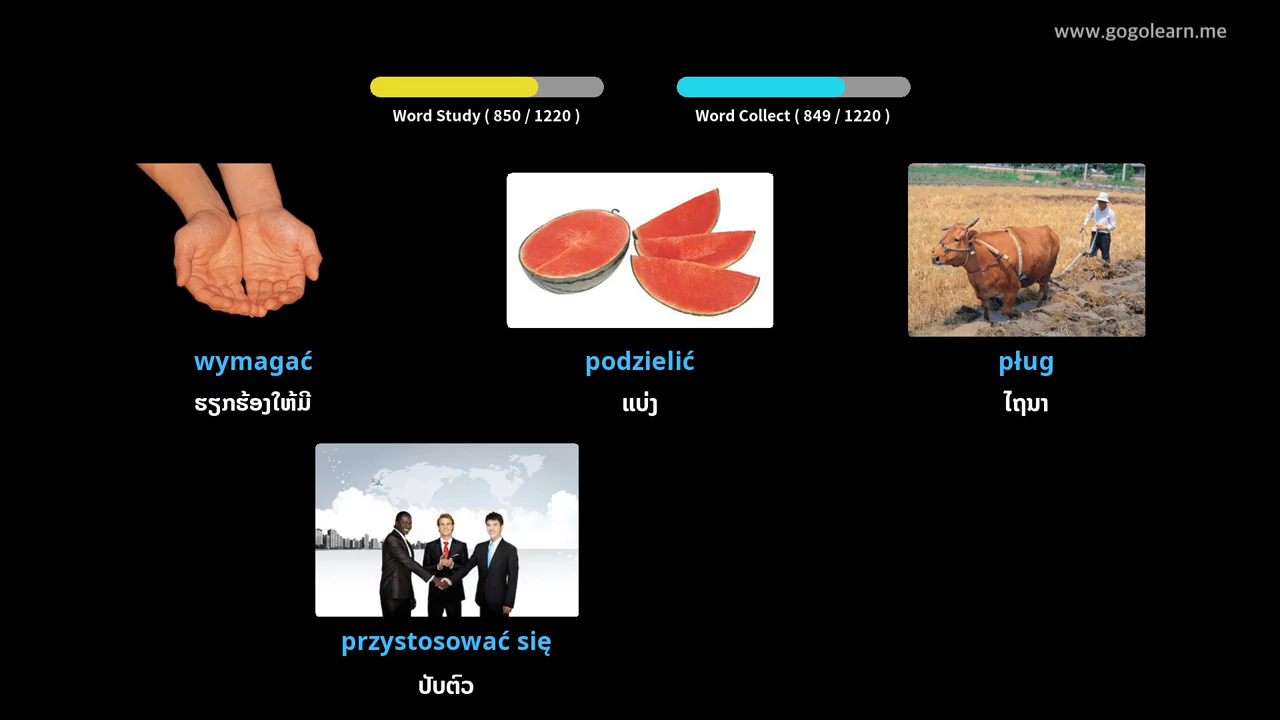 www.gogolearn.me
Word Study ( 850 / 1220 )
Word Collect ( 849 / 1220 )
wymagać
ຮຽກຮ້ອງໃຫ້ມີ
podzielić
ແບ່ງ
pług
ໄຖນາ
przystosować się
ປັບຕົວ